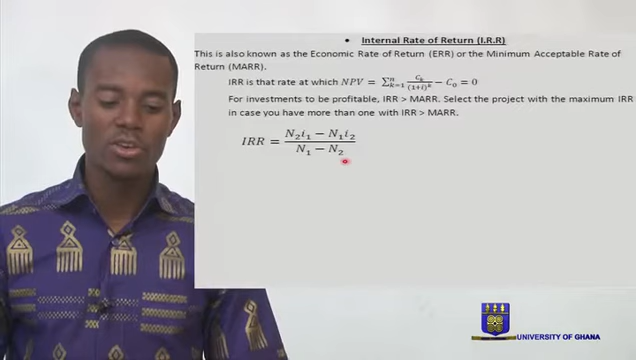 • Internal Rate of Return (I.R.R)
This is also known as the Economic Rate of Return (ERR) or the Minimum Acceptable Rate of
Return (MARR).
IRR is that rate at which NPV = ∑ₖ₌₁ⁿ Cₖ/(1+i)ᵏ − C₀ = 0
For investments to be profitable, IRR > MARR. Select the project with the maximum IRR
in case you have more than one with IRR > MARR.
IRR = (N₂i₁ − N₁i₂)/(N₁ − N₂)
UNIVERSITY OF GHANA